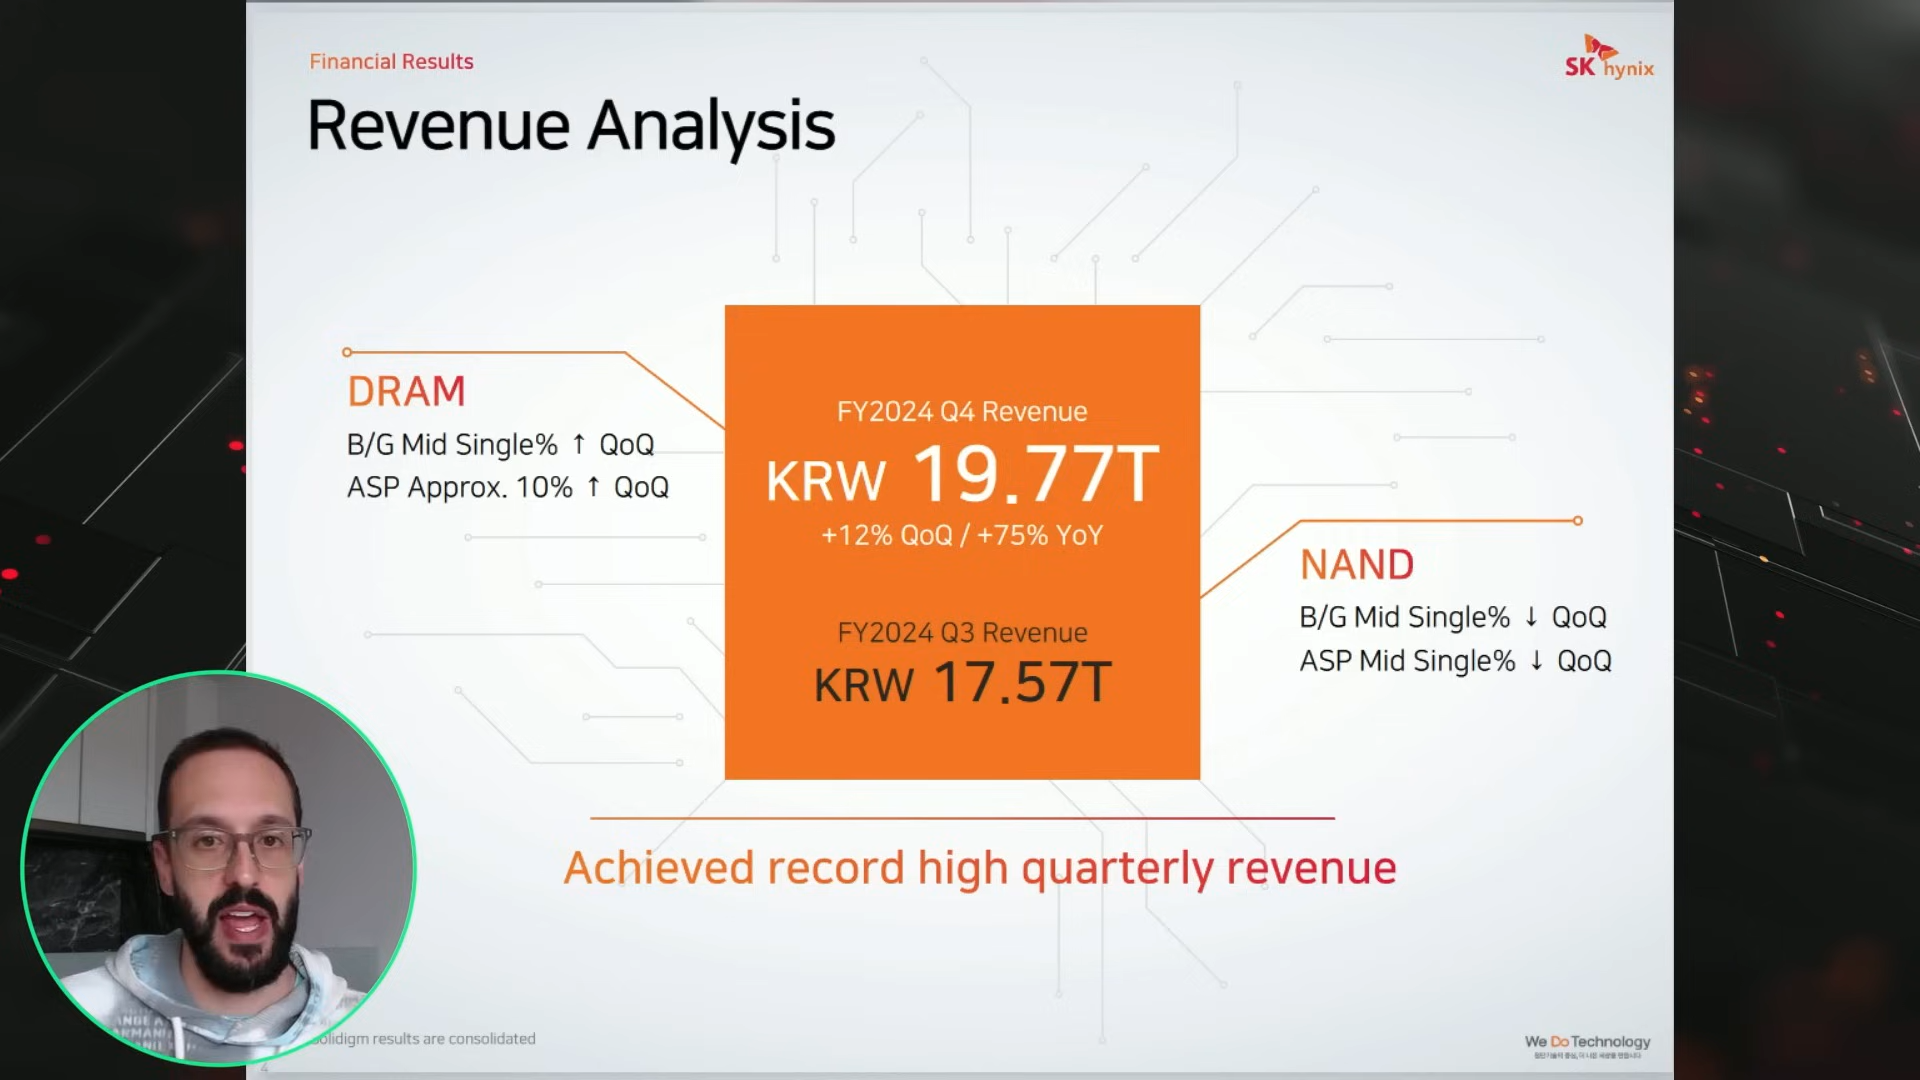 Financial Results
SK hynix
Revenue Analysis
DRAM
B/G Mid Single% ↑ QoQ
ASP Approx. 10% ↑ QoQ
FY2024 Q4 Revenue
KRW 19.77T
+12% QoQ / +75% YoY
FY2024 Q3 Revenue
KRW 17.57T
NAND
B/G Mid Single% ↓ QoQ
ASP Mid Single% ↓ QoQ
Achieved record high quarterly revenue
results are consolidated
4
We Do Technology